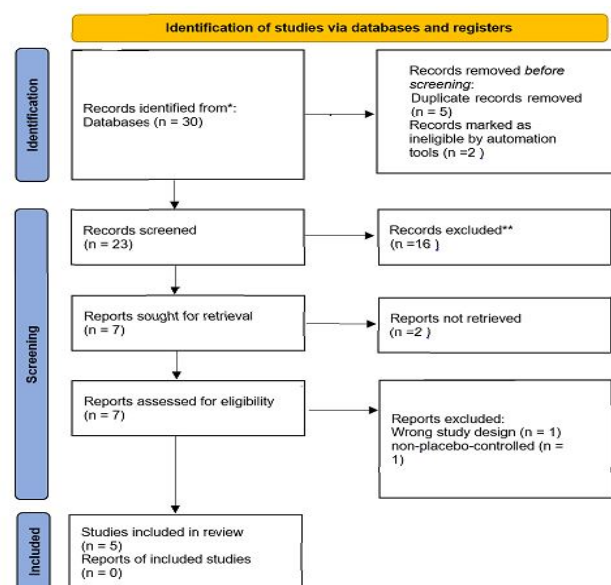 Identification of studies via databases and registers
Identification
Records identified from*:
Databases (n = 30)
Records removed before
screening:
Duplicate records removed
(n = 5)
Records marked as
ineligible by automation
tools (n =2 )
Screening
Records screened
(n = 23)
Records excluded**
(n =16 )
Reports sought for retrieval
(n = 7)
Reports not retrieved
(n =2 )
Reports assessed for eligibility
(n = 7)
Reports excluded:
Wrong study design (n = 1)
non-placebo-controlled (n =
1)
Included
Studies included in review
(n = 5)
Reports of included studies
(n = 0)